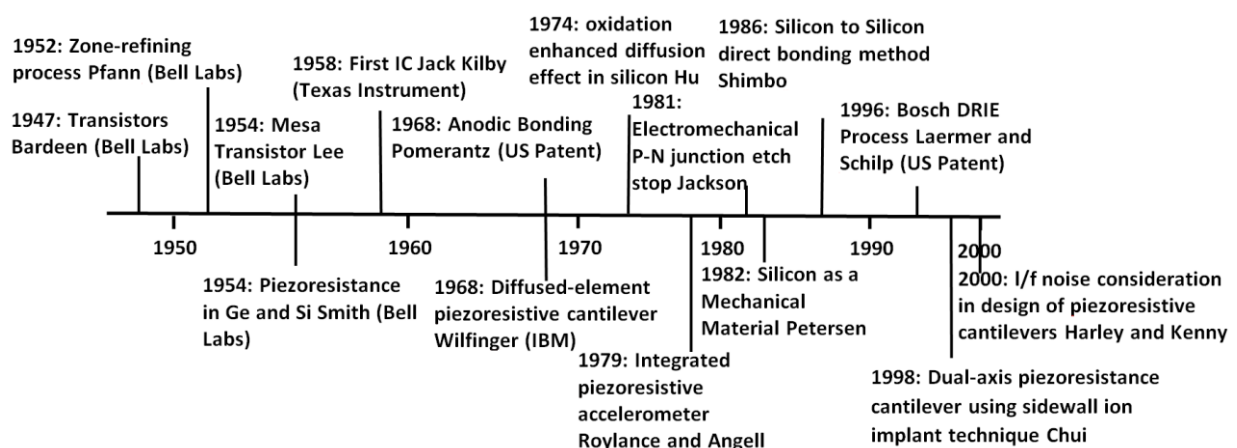 1952: Zone-refining
process Pfann (Bell Labs)
1947: Transistors
Bardeen (Bell Labs)
1954: Mesa
Transistor Lee
(Bell Labs)
1958: First IC Jack Kilby
(Texas Instrument)
1968: Anodic Bonding
Pomerantz (US Patent)
1974: oxidation
enhanced diffusion
effect in silicon Hu
1981:
Electromechanical
P-N junction etch
stop Jackson
1986: Silicon to Silicon
direct bonding method
Shimbo
1996: Bosch DRIE
Process Laermer and
Schilp (US Patent)
1950
1960
1970
1980
1990
2000
1954: Piezoresistance
in Ge and Si Smith (Bell
Labs)
1968: Diffused-element
piezoresistive cantilever
Wilfinger (IBM)
1979: Integrated
piezoresistive
accelerometer
Roylance and Angell
1982: Silicon as a
Mechanical
Material Petersen
2000: l/f noise consideration
in design of piezoresistive
cantilevers Harley and Kenny
1998: Dual-axis piezoresistance
cantilever using sidewall ion
implant technique Chui